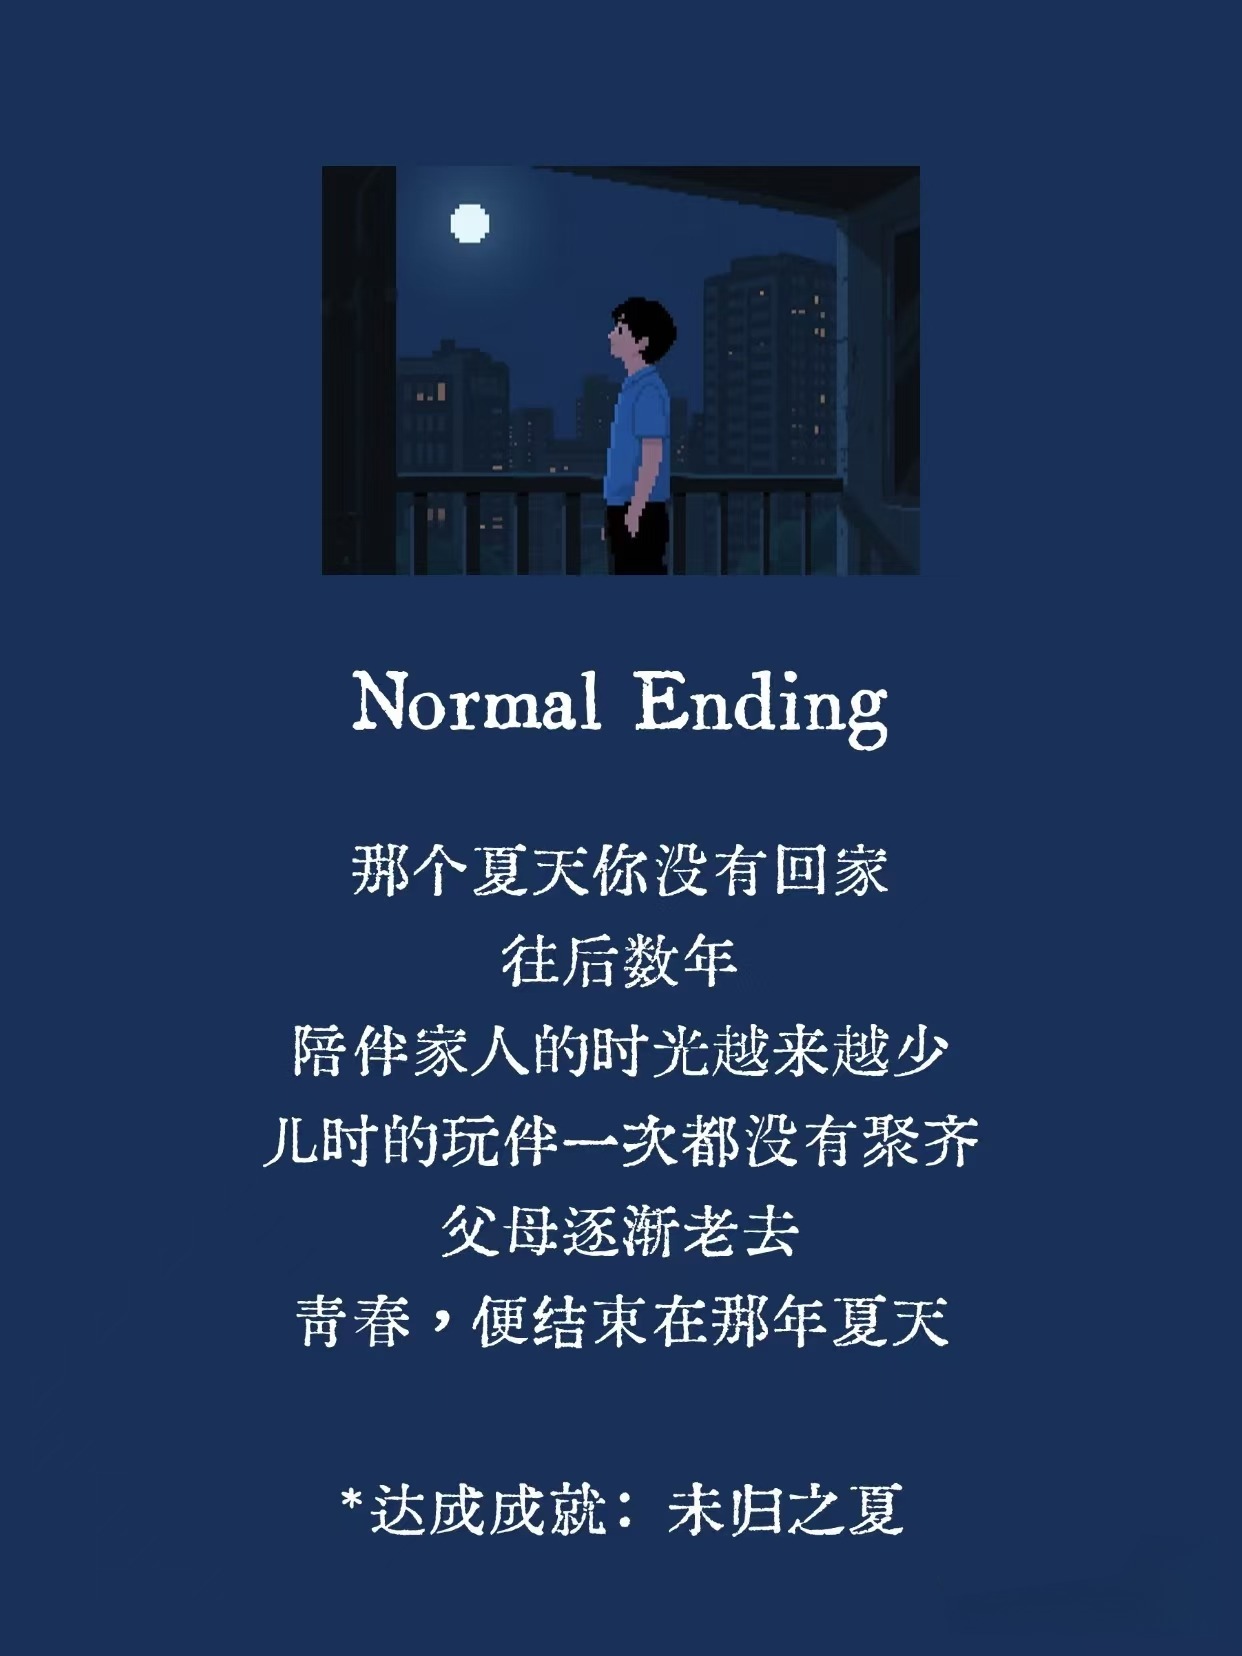 Normal Ending
那个夏天你没有回家
往后数年
陪伴家人的时光越来越少
儿时的玩伴一次都没有聚齐
父母逐渐老去
青春，便结束在那年夏天
*达成成就：未归之夏